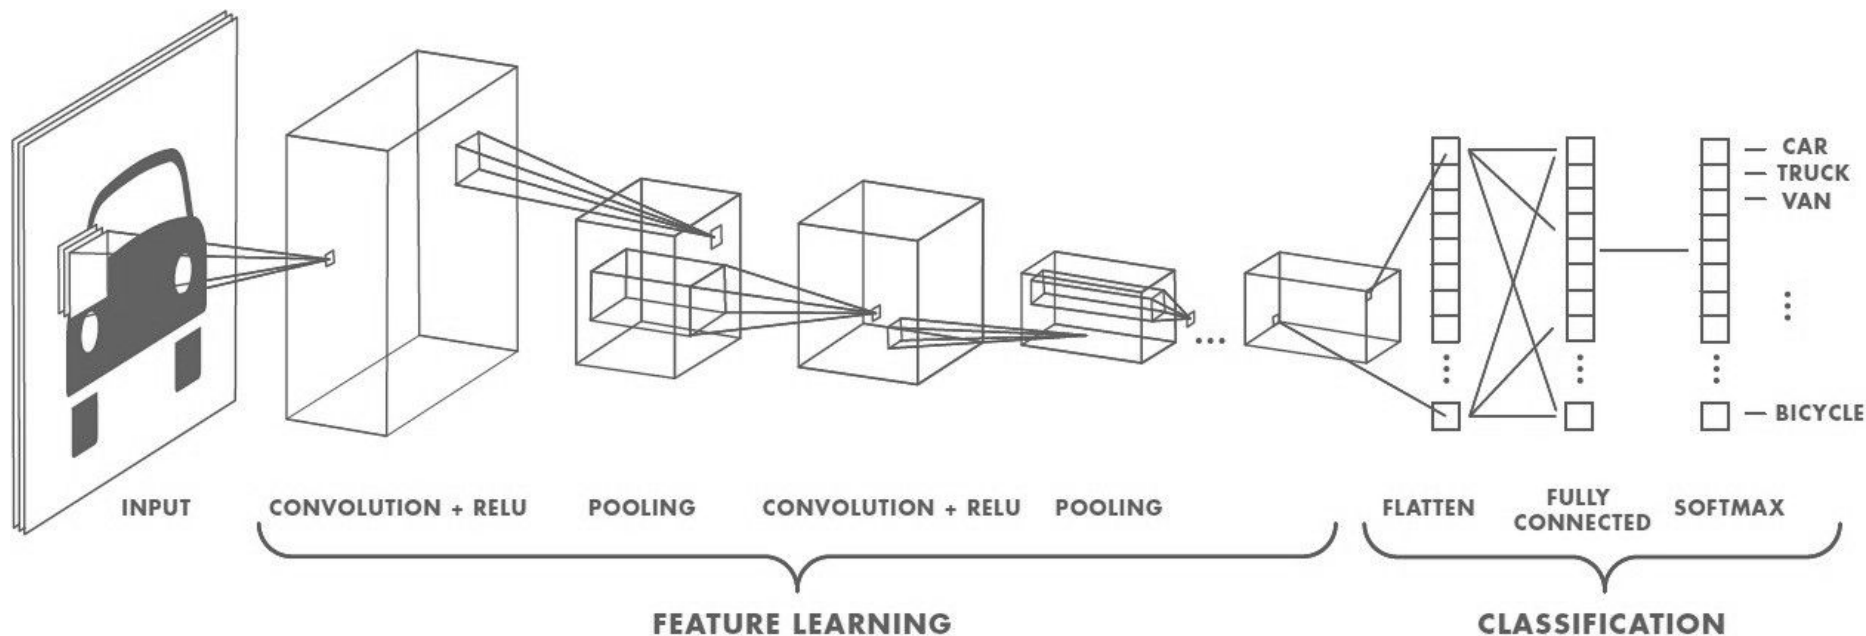 CAR
TRUCK
VAN
BICYCLE
INPUT
CONVOLUTION + RELU
POOLING
CONVOLUTION + RELU
POOLING
FLATTEN
FULLY
CONNECTED
SOFTMAX
FEATURE LEARNING
CLASSIFICATION